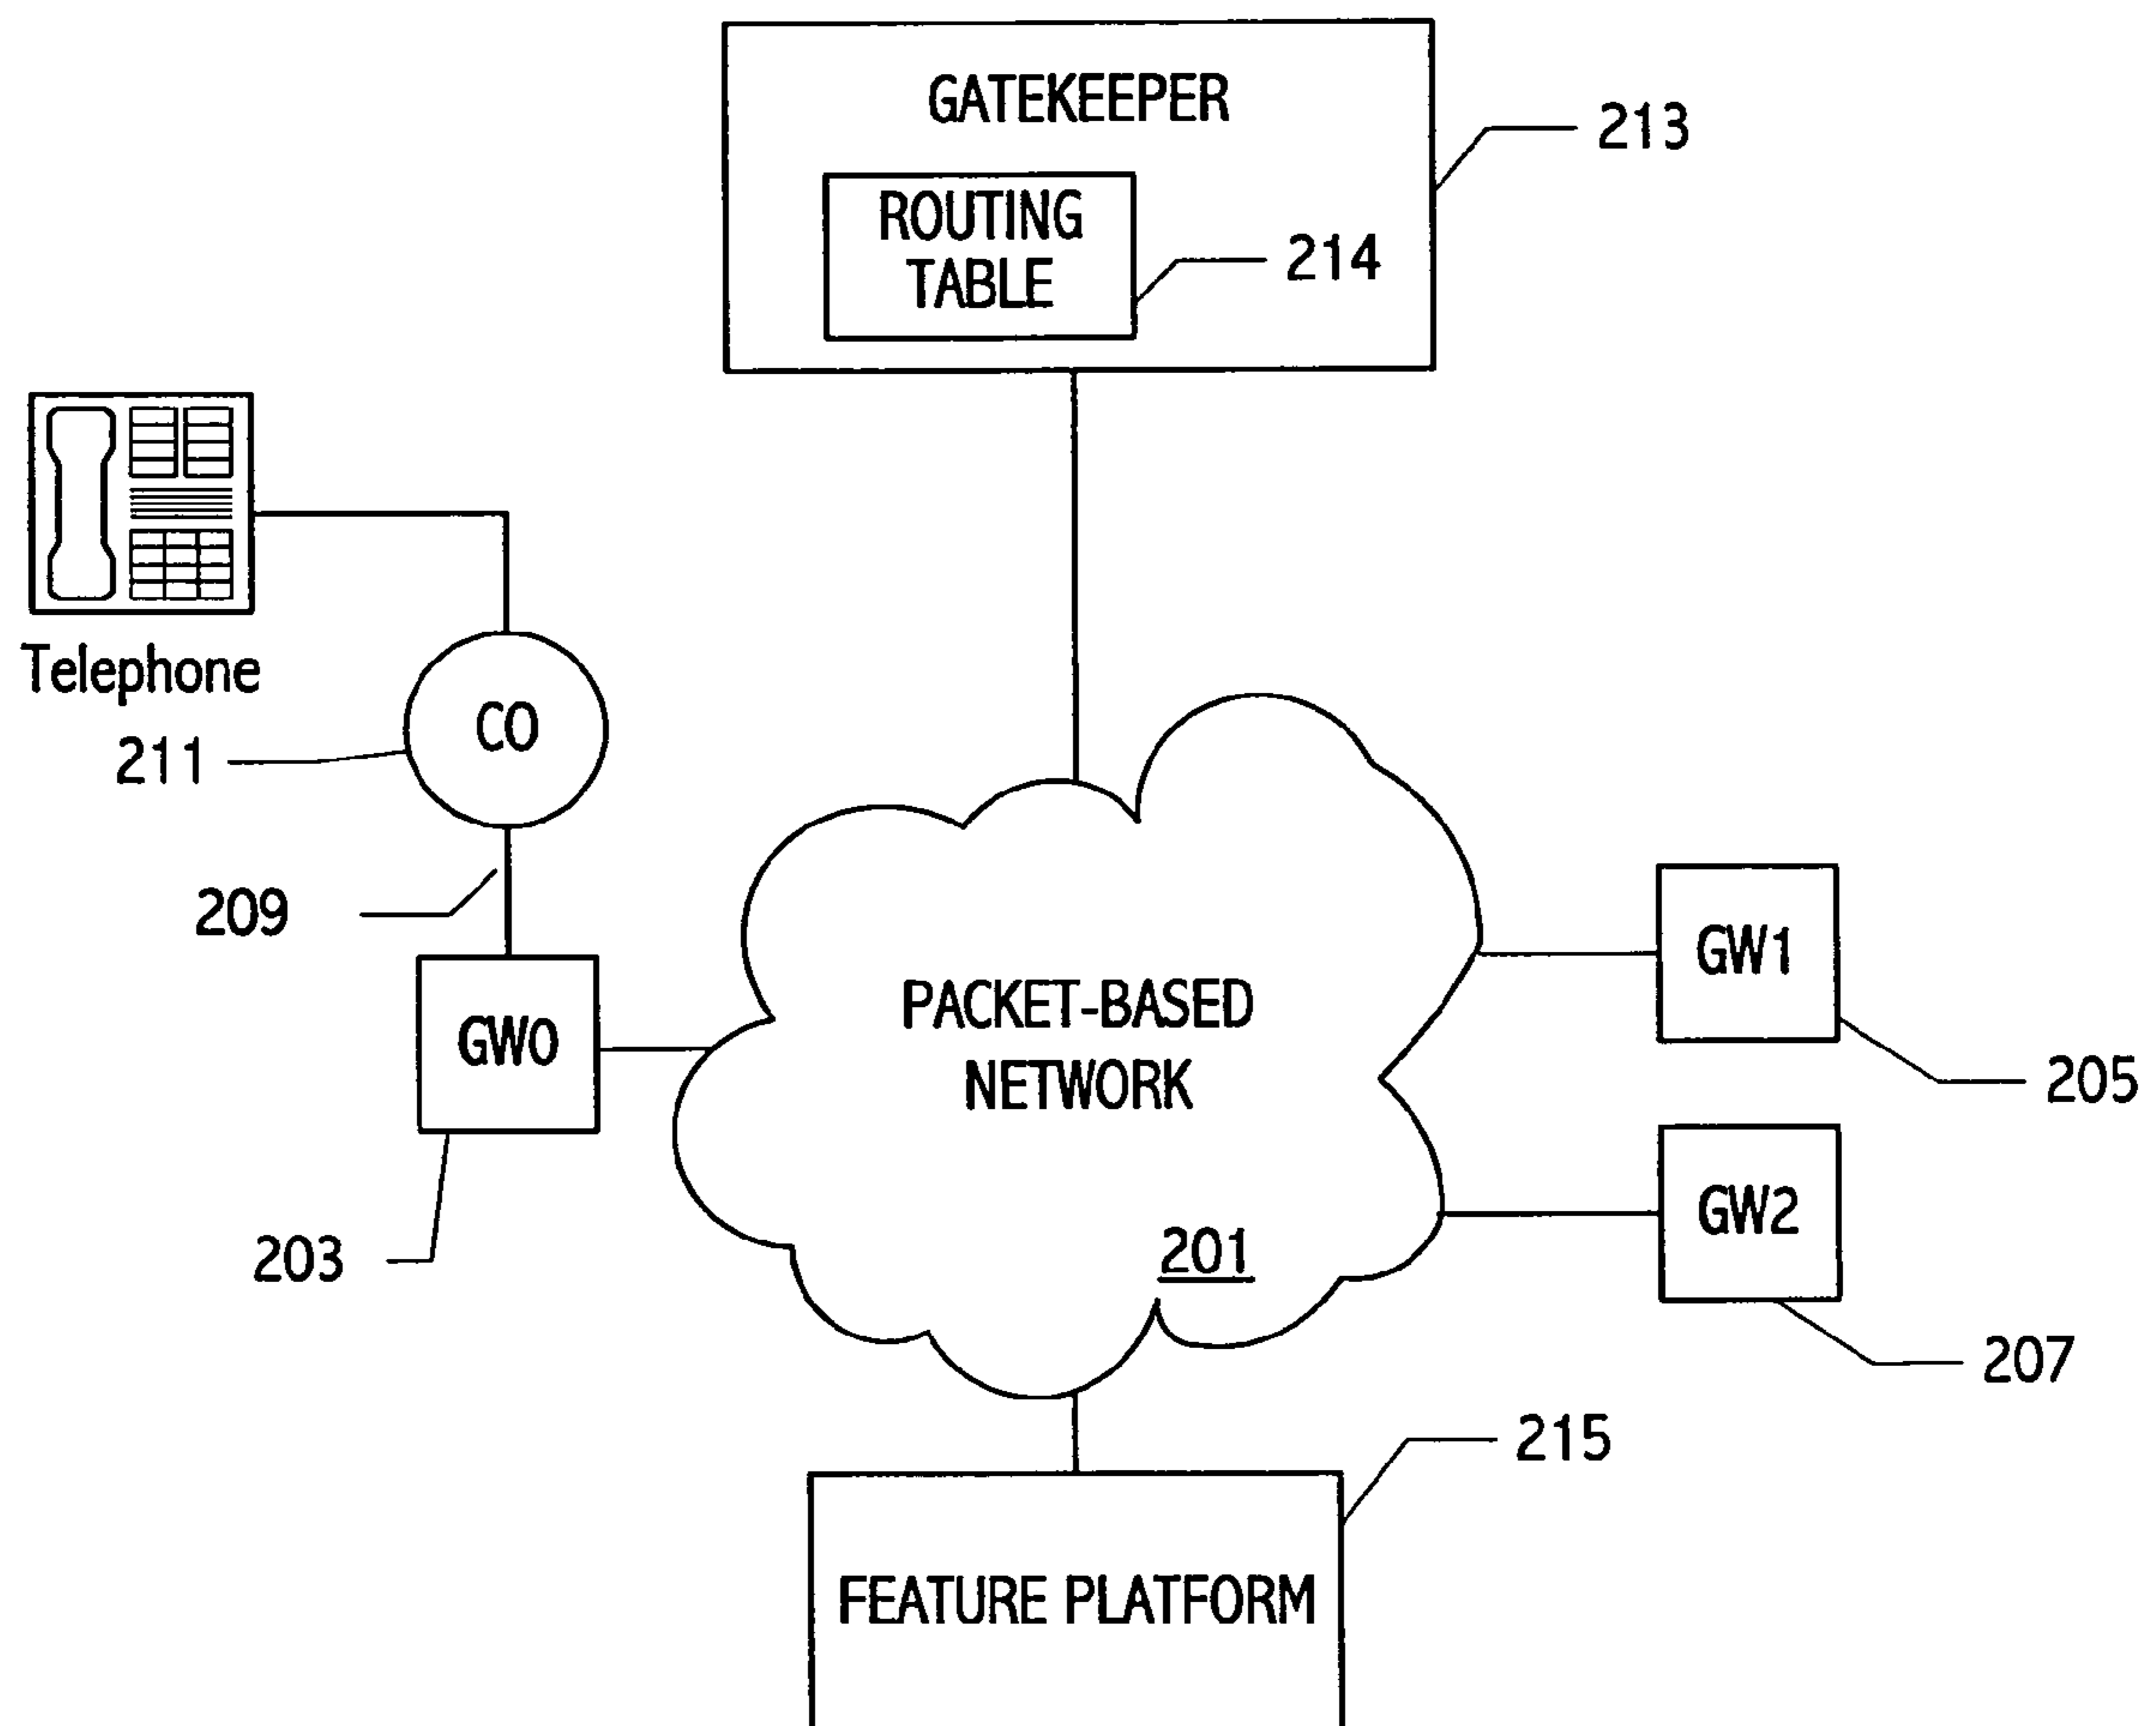 GATEKEEPER
213
ROUTING
TABLE
214
Telephone
CO
211
209
GW0
203
PACKET-BASED
NETWORK
201
GW1
205
GW2
207
215
FEATURE PLATFORM